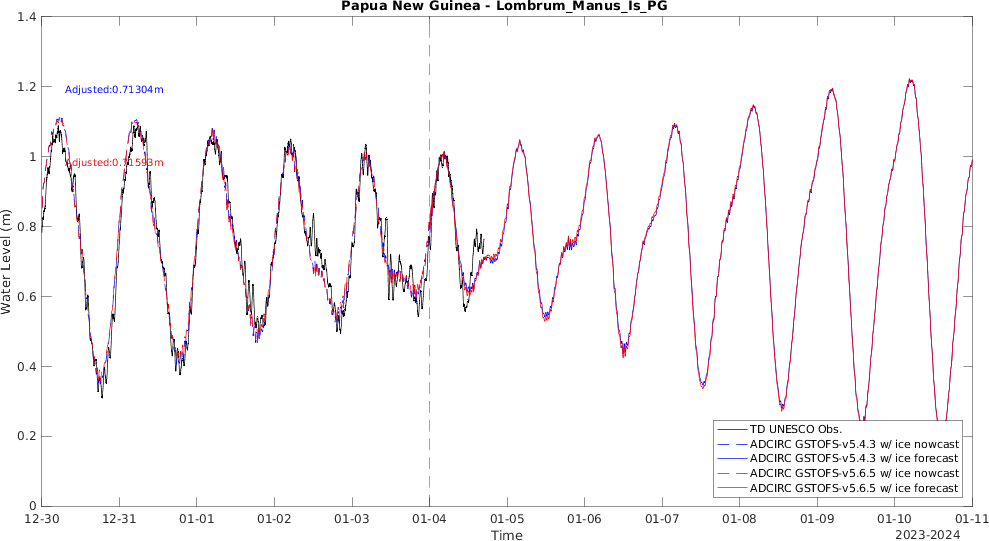 Papua New Guinea - Lombrum_Manus_Is_PG
1.4
1.2
1
0.8
0.6
0.4
0.2
0
Water Level (m)
Adjusted:0.71304m
Adjusted:0.71593m
TD UNESCO Obs.
ADCIRC GSTOFS-v5.4.3 w/ ice nowcast
ADCIRC GSTOFS-v5.4.3 w/ ice forecast
ADCIRC GSTOFS-v5.6.5 w/ ice nowcast
ADCIRC GSTOFS-v5.6.5 w/ ice forecast
12-30 12-31 01-01 01-02 01-03 01-04 01-05 01-06 01-07 01-08 01-09 01-10 01-11
Time
2023-2024